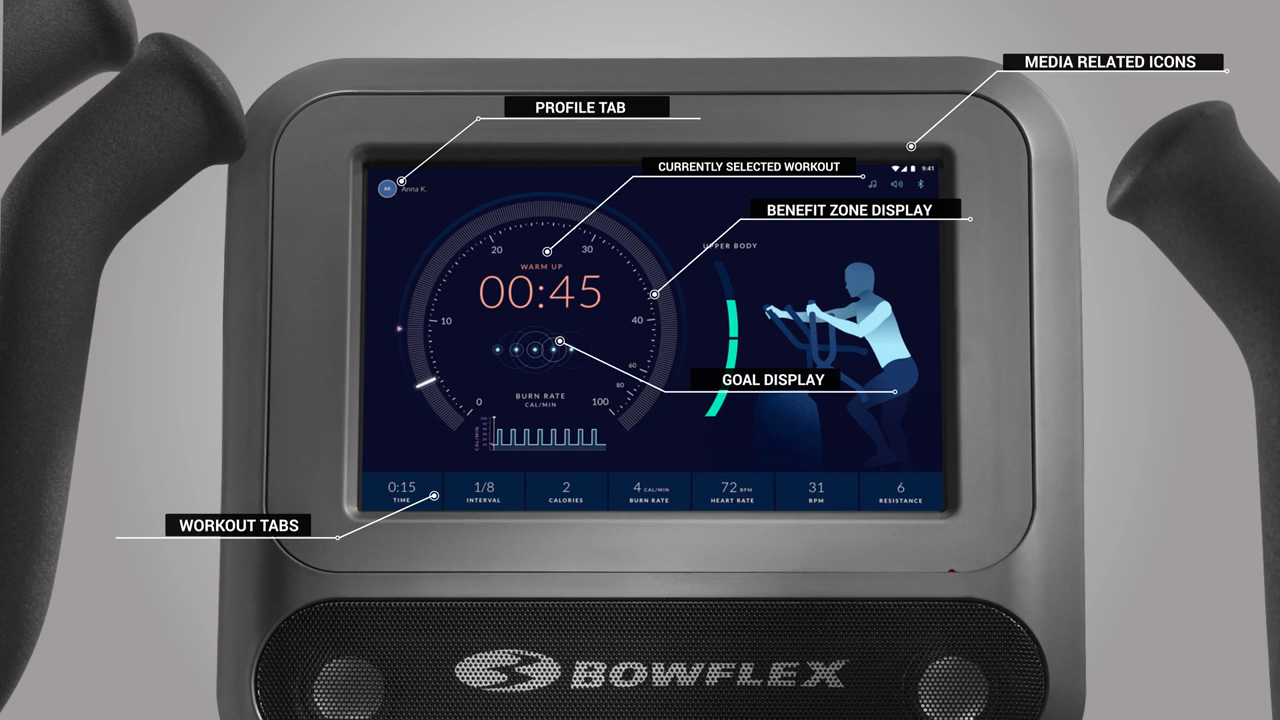 MEDIA RELATED ICONS
PROFILE TAB
CURRENTLY SELECTED WORKOUT
9:41
AK
Anna K.
BENEFIT ZONE DISPLAY
UPPER BODY
20
30
WARM UP
00:45
10
40
60
80
GOAL DISPLAY
0
BURN RATE
CAL/MIN
100
CAL/MIN
0:15
TIME
1/8
INTERVAL
2
CALORIES
4 CAL/MIN
BURN RATE
72 BPM
HEART RATE
31
RPM
6
RESISTANCE
WORKOUT TABS
BOWFLEX